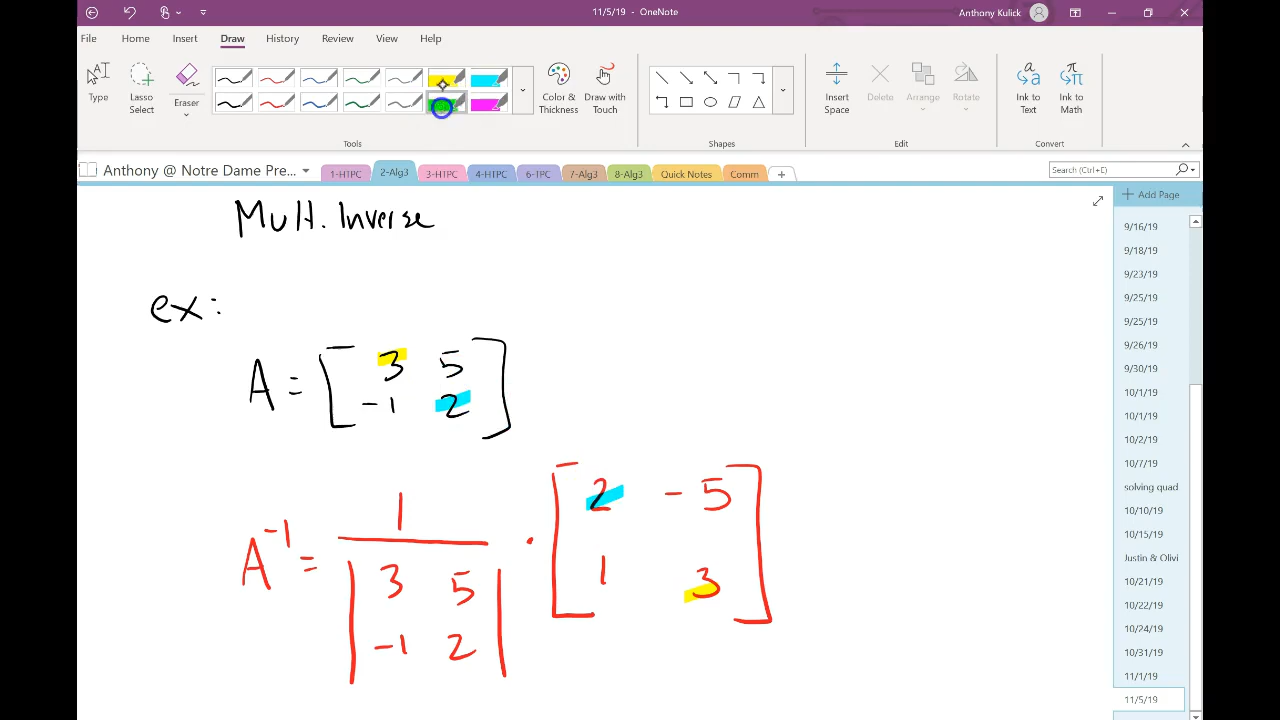 11/5/19 - OneNote
Anthony Kulick
File Home Insert Draw History Review View Help
Type
Lasso Select
Eraser
Color & Thickness
Draw with Touch
Insert Space
Delete
Arrange
Rotate
Ink to Text
Ink to Math
Tools
Shapes
Edit
Convert
Anthony @ Notre Dame Pre...
1-HTPC 2-Alg3 3-HTPC 4-HTPC 6-TPC 7-Alg3 8-Alg3 Quick Notes Comm +
Search (Ctrl+E)
+ Add Page
9/16/19
9/18/19
9/23/19
9/25/19
9/25/19
9/26/19
9/30/19
10/1/19
10/1/19
10/2/19
10/7/19
solving quad
10/10/19
10/15/19
Justin & Olivi
10/21/19
10/22/19
10/24/19
10/31/19
11/1/19
11/5/19
Mult. Inverse
ex:
A = [ 3 5
-1 2 ]
A⁻¹ = 1 / | 3 5
-1 2 | · [ 2 -5
1 3 ]